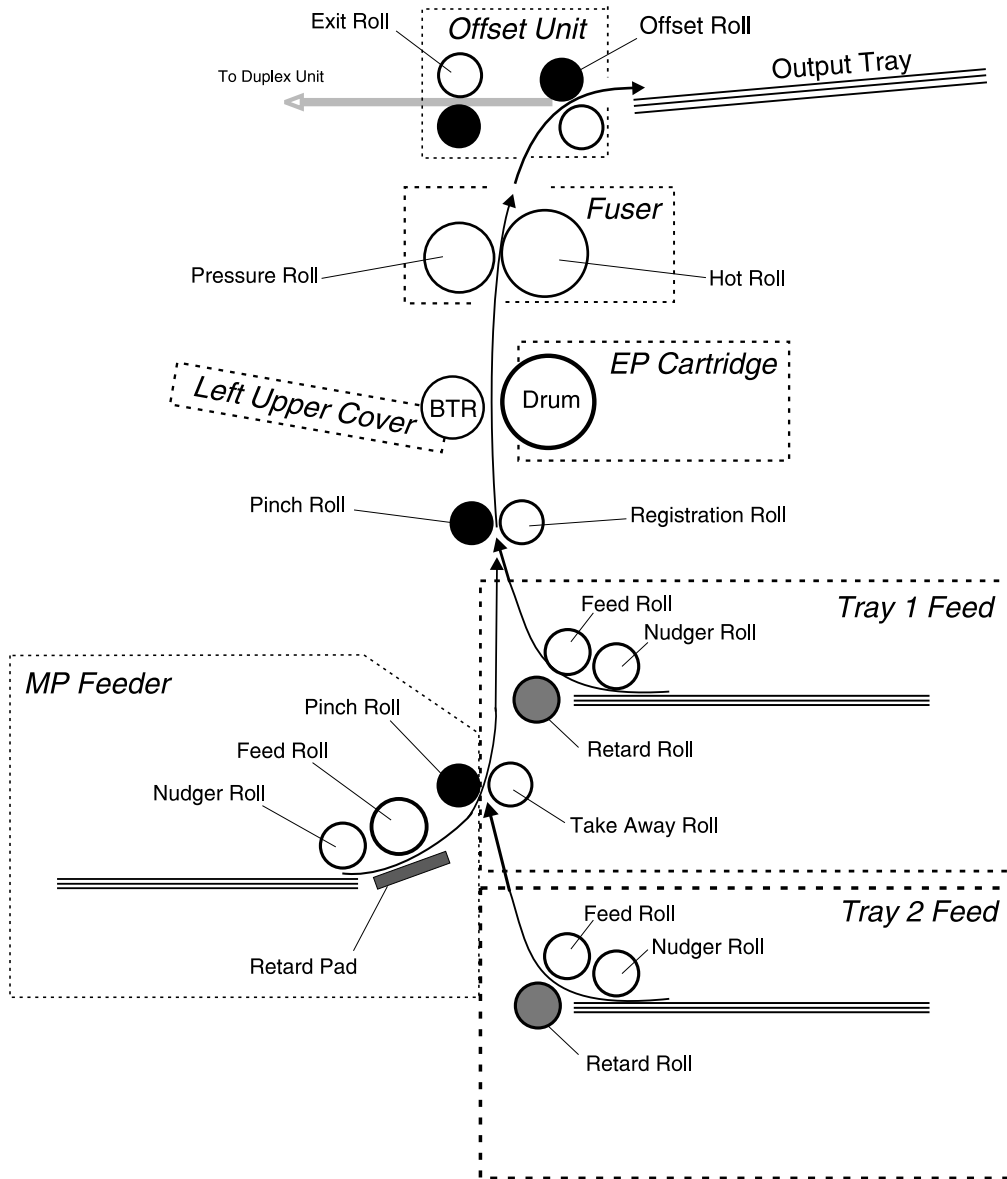 Exit Roll
Offset Unit
Offset Roll
To Duplex Unit
Output Tray
Fuser
Pressure Roll
Hot Roll
EP Cartridge
Left Upper Cover
BTR
Drum
Pinch Roll
Registration Roll
Feed Roll
Tray 1 Feed
Nudger Roll
MP Feeder
Pinch Roll
Feed Roll
Retard Roll
Nudger Roll
Take Away Roll
Feed Roll
Tray 2 Feed
Nudger Roll
Retard Pad
Retard Roll